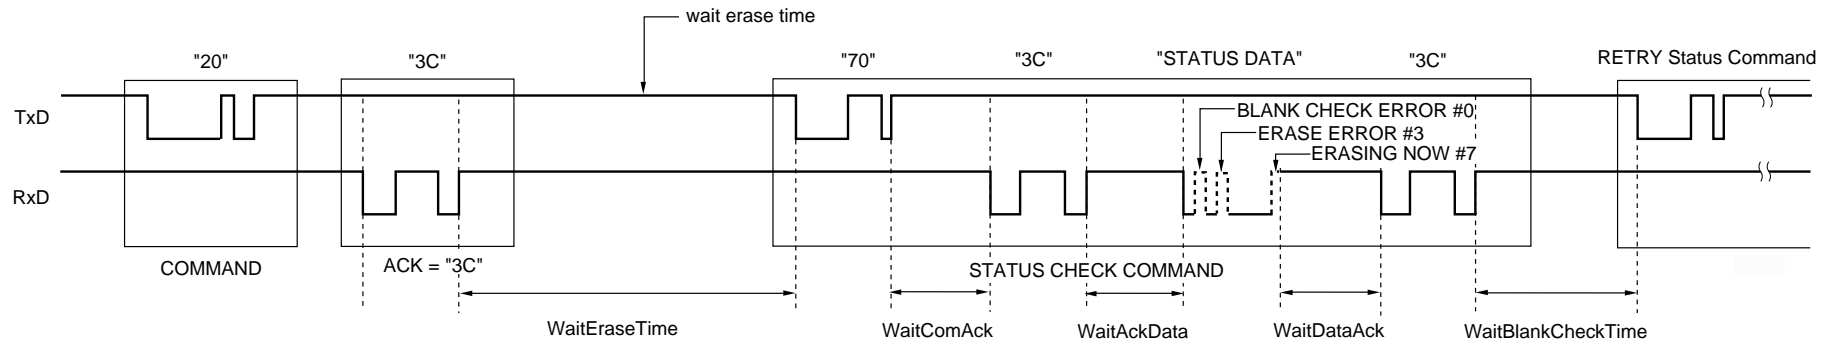 wait erase time
"20"
"3C"
"70"
"3C"
"STATUS DATA"
"3C"
RETRY Status Command
TxD
BLANK CHECK ERROR #0
ERASE ERROR #3
ERASING NOW #7
RxD
COMMAND
ACK = "3C"
STATUS CHECK COMMAND
WaitEraseTime
WaitComAck
WaitAckData
WaitDataAck
WaitBlankCheckTime